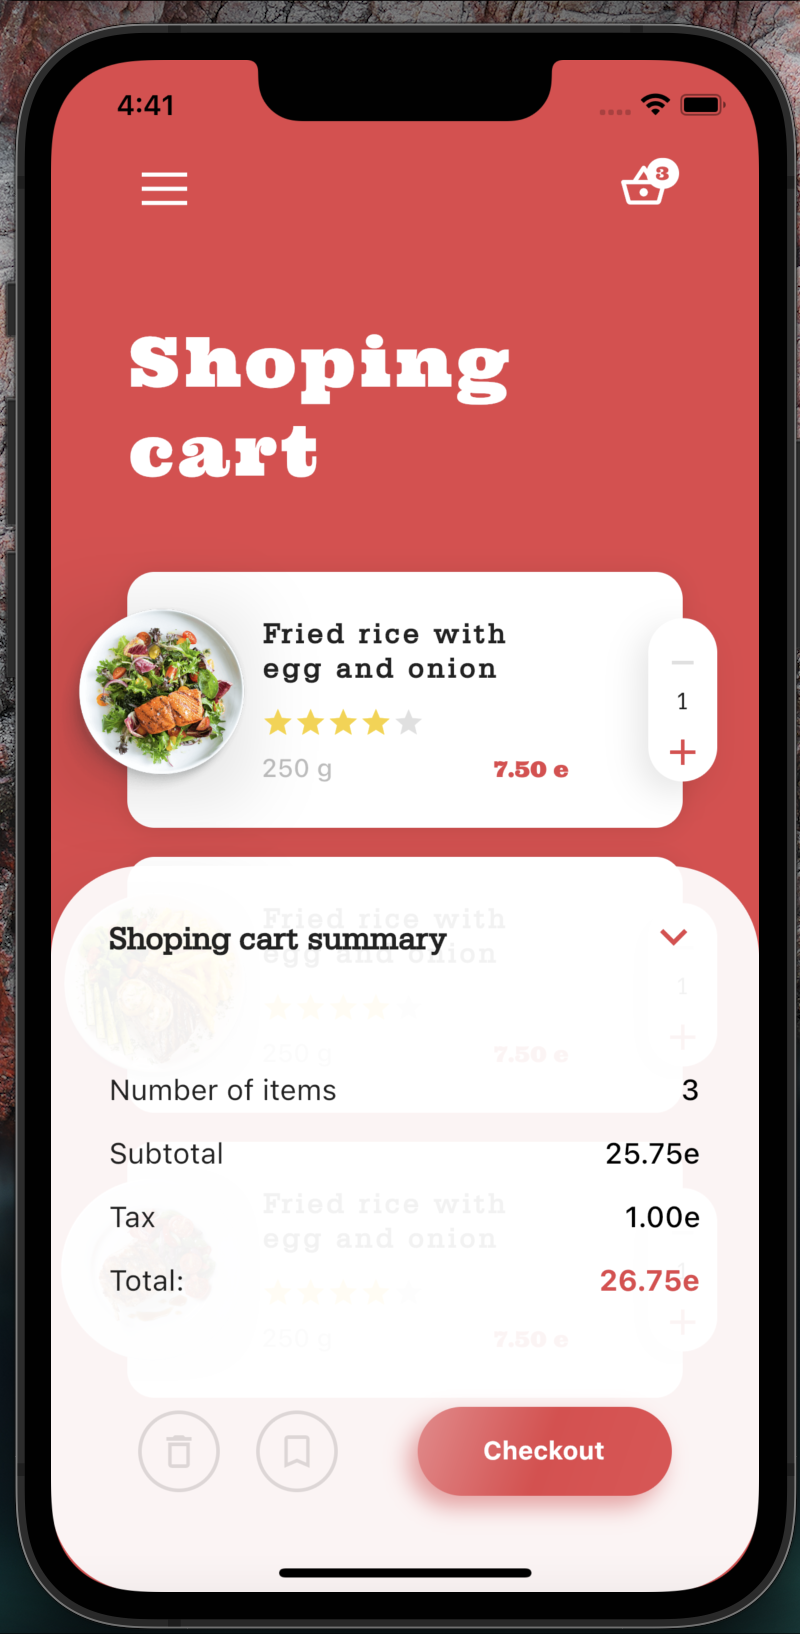 4:41
3
Shoping
cart
Fried rice with
egg and onion
1
250 g
7.50 e
Fried rice with
Shoping cart summary
egg and onion
1
250 g
7.50 e
Number of items
3
Subtotal
25.75e
Fried rice with
Tax
1.00e
egg and onion
Total:
26.75e
250 g
7.50 e
Checkout